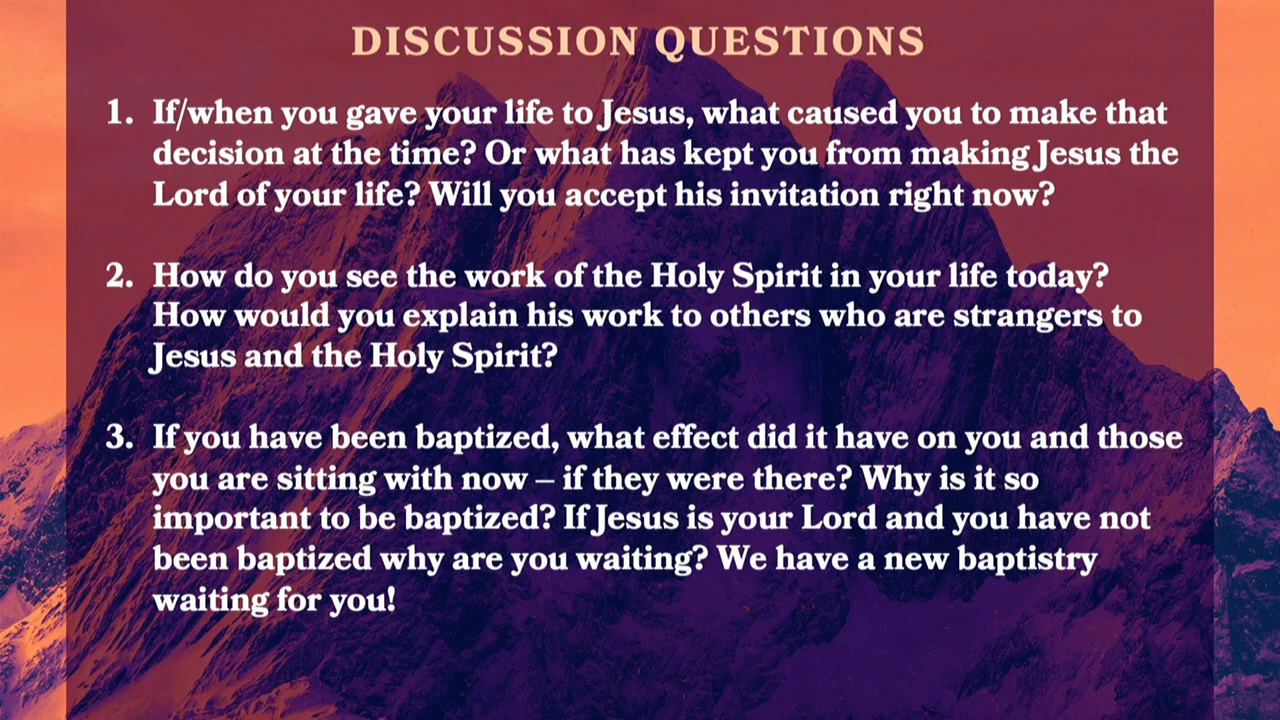 DISCUSSION QUESTIONS
1. If/when you gave your life to Jesus, what caused you to make that
decision at the time? Or what has kept you from making Jesus the
Lord of your life? Will you accept his invitation right now?
2. How do you see the work of the Holy Spirit in your life today?
How would you explain his work to others who are strangers to
Jesus and the Holy Spirit?
3. If you have been baptized, what effect did it have on you and those
you are sitting with now – if they were there? Why is it so
important to be baptized? If Jesus is your Lord and you have not
been baptized why are you waiting? We have a new baptistry
waiting for you!